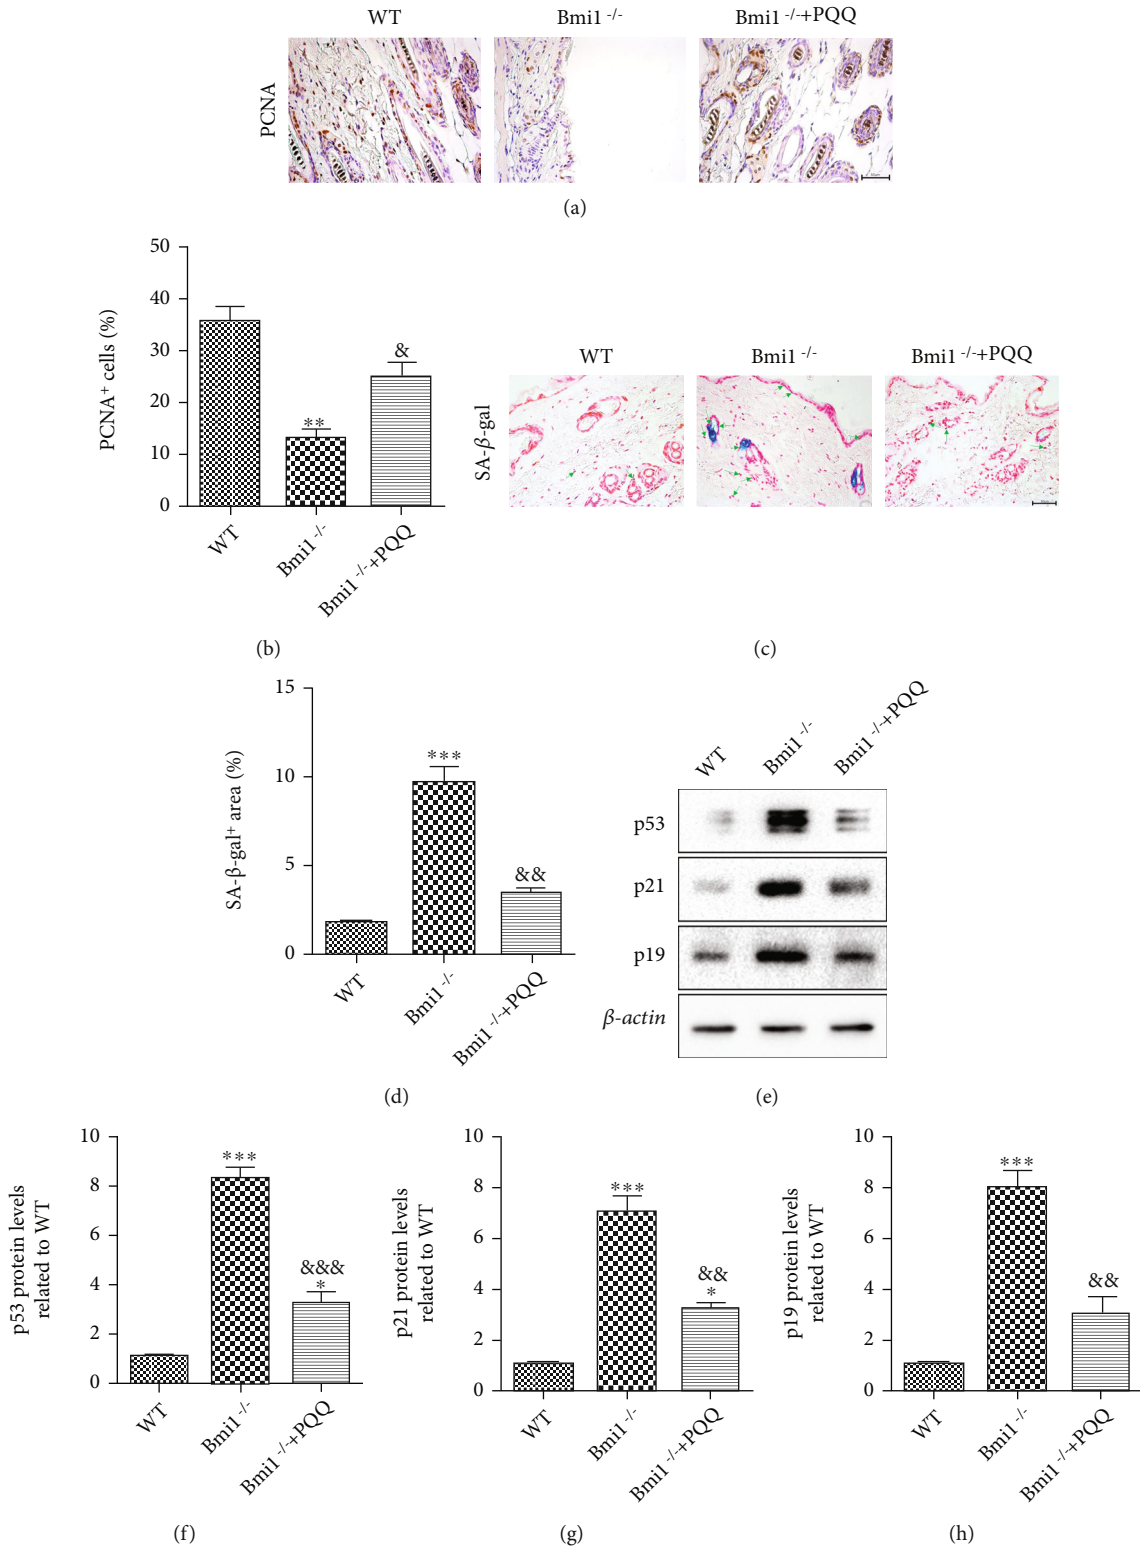 WT
Bmi1 -/-
Bmi1 -/-+PQQ
PCNA
(a)
50
40
30
20
10
0
PCNA+ cells (%)
**
&
WT
Bmi1 -/-
Bmi1 -/-+PQQ
(b)
WT
Bmi1 -/-
Bmi1 -/-+PQQ
SA-β-gal
(c)
15
10
5
0
SA-β-gal+ area (%)
***
&&
WT
Bmi1 -/-
Bmi1 -/-+PQQ
(d)
WT
Bmi1 -/-
Bmi1 -/-+PQQ
p53
p21
p19
β-actin
(e)
10
8
6
4
2
0
p53 protein levels
related to WT
***
&&&
*
WT
Bmi1 -/-
Bmi1 -/-+PQQ
(f)
10
8
6
4
2
0
p21 protein levels
related to WT
***
&&
*
WT
Bmi1 -/-
Bmi1 -/-+PQQ
(g)
10
8
6
4
2
0
p19 protein levels
related to WT
***
&&
WT
Bmi1 -/-
Bmi1 -/-+PQQ
(h)